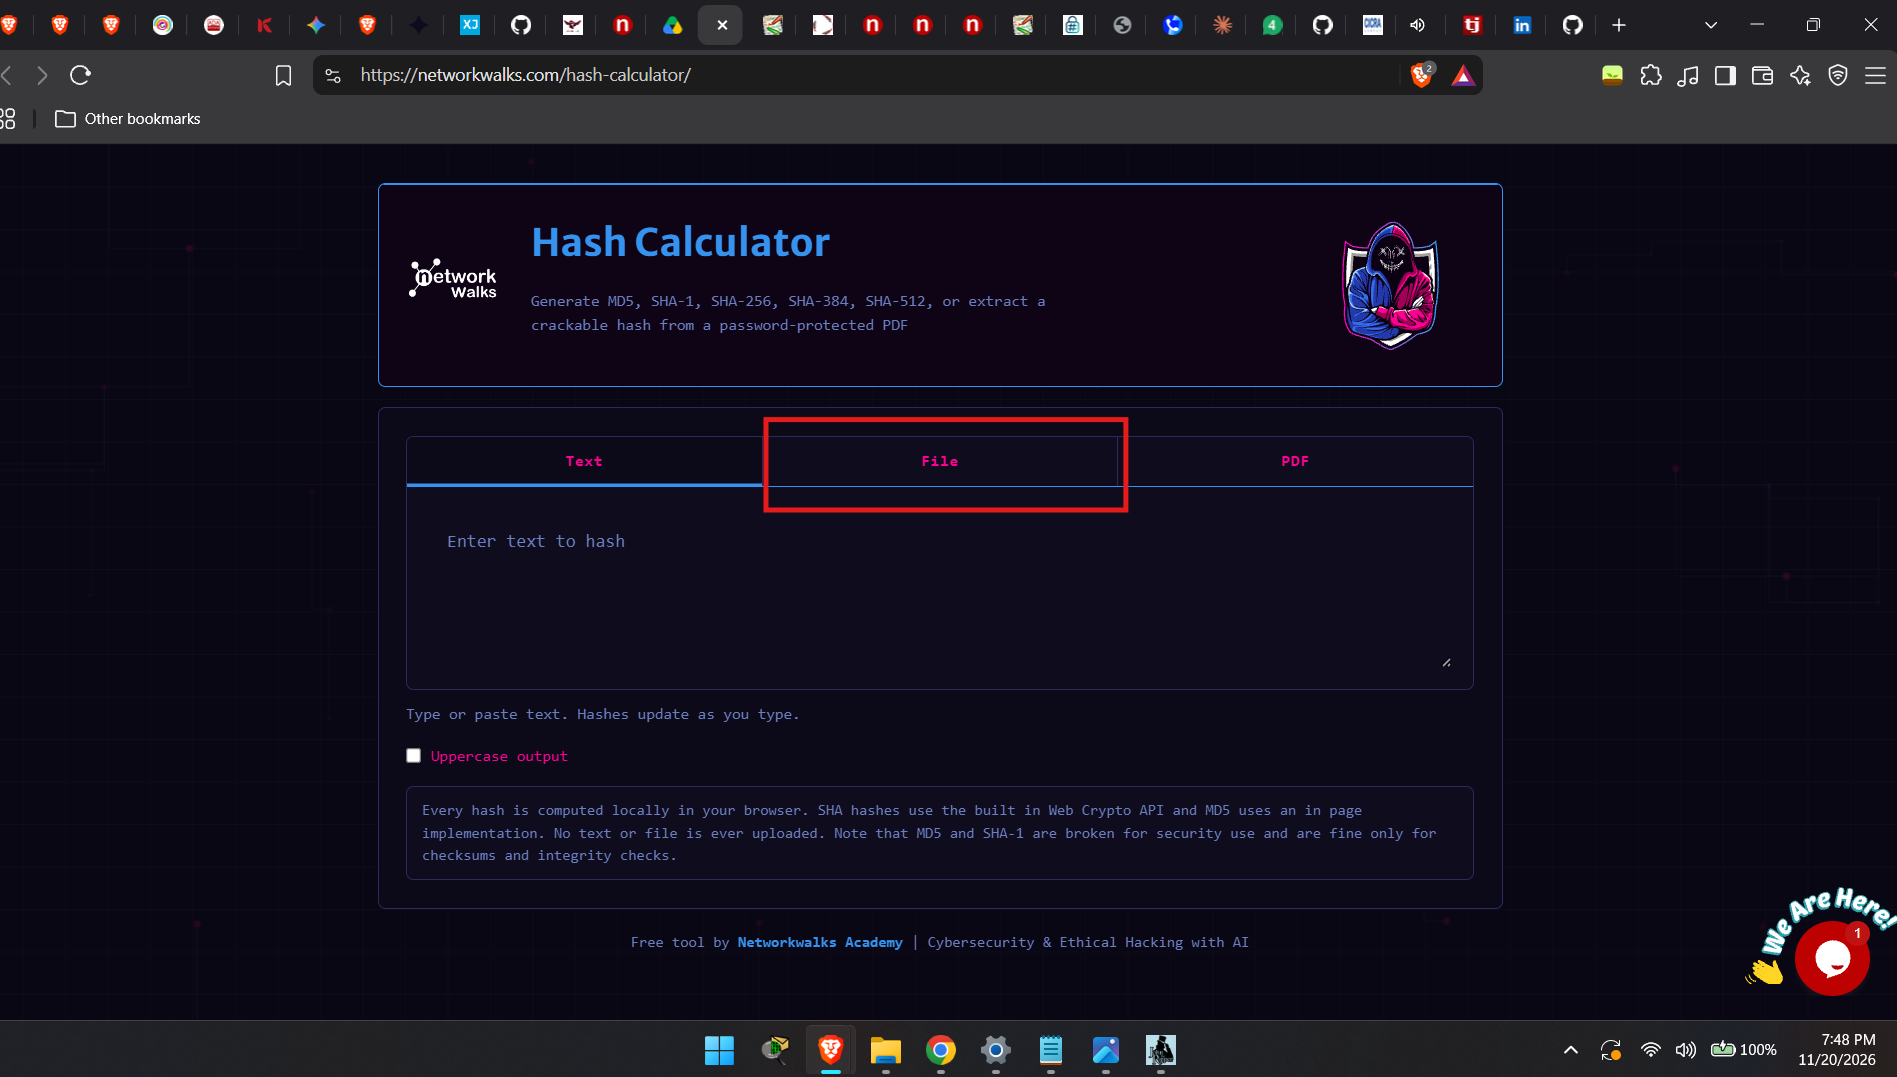 XJ
n
n
n
n
4
CICRA
tj
in
https://networkwalks.com/hash-calculator/
2
Other bookmarks
network
Walks
Hash Calculator
Generate MD5, SHA-1, SHA-256, SHA-384, SHA-512, or extract a
crackable hash from a password-protected PDF
Text
File
PDF
Enter text to hash
Type or paste text. Hashes update as you type.
Uppercase output
Every hash is computed locally in your browser. SHA hashes use the built in Web Crypto API and MD5 uses an in page
implementation. No text or file is ever uploaded. Note that MD5 and SHA-1 are broken for security use and are fine only for
checksums and integrity checks.
Free tool by Networkwalks Academy | Cybersecurity & Ethical Hacking with AI
We Are Here!
1
100%
7:48 PM
11/20/2026